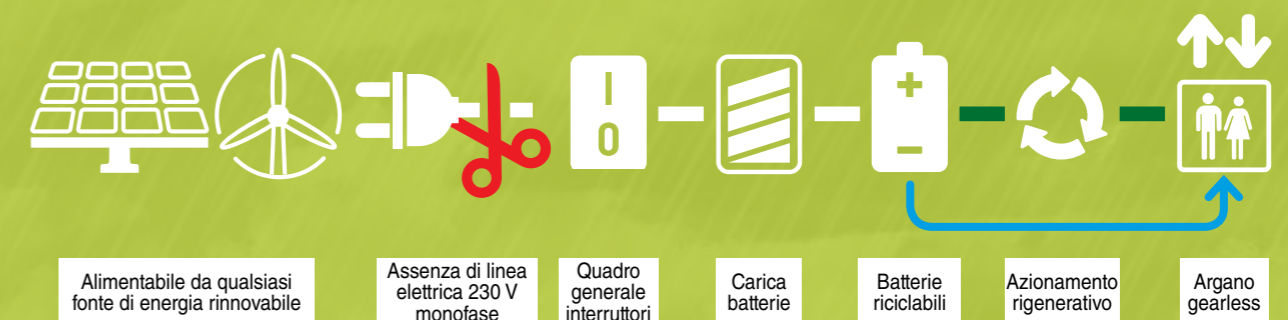 I
0
+
−
Alimentabile da qualsiasi
fonte di energia rinnovabile
Assenza di linea
elettrica 230 V
monofase
Quadro
generale
interruttori
Carica
batterie
Batterie
riciclabili
Azionamento
rigenerativo
Argano
gearless